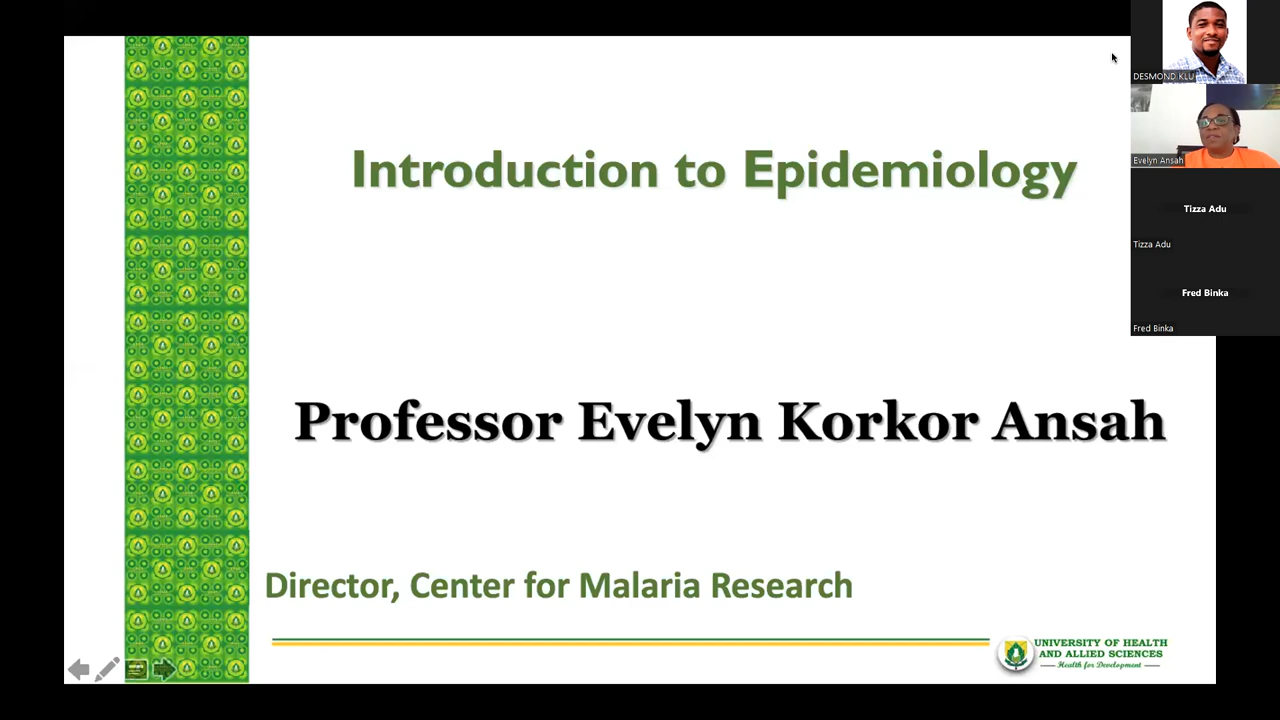 Introduction to Epidemiology
Professor Evelyn Korkor Ansah
Director, Center for Malaria Research
UNIVERSITY OF HEALTH
AND ALLIED SCIENCES
Health for Development
DESMOND KLU
Evelyn Ansah
Tizza Adu
Tizza Adu
Fred Binka
Fred Binka